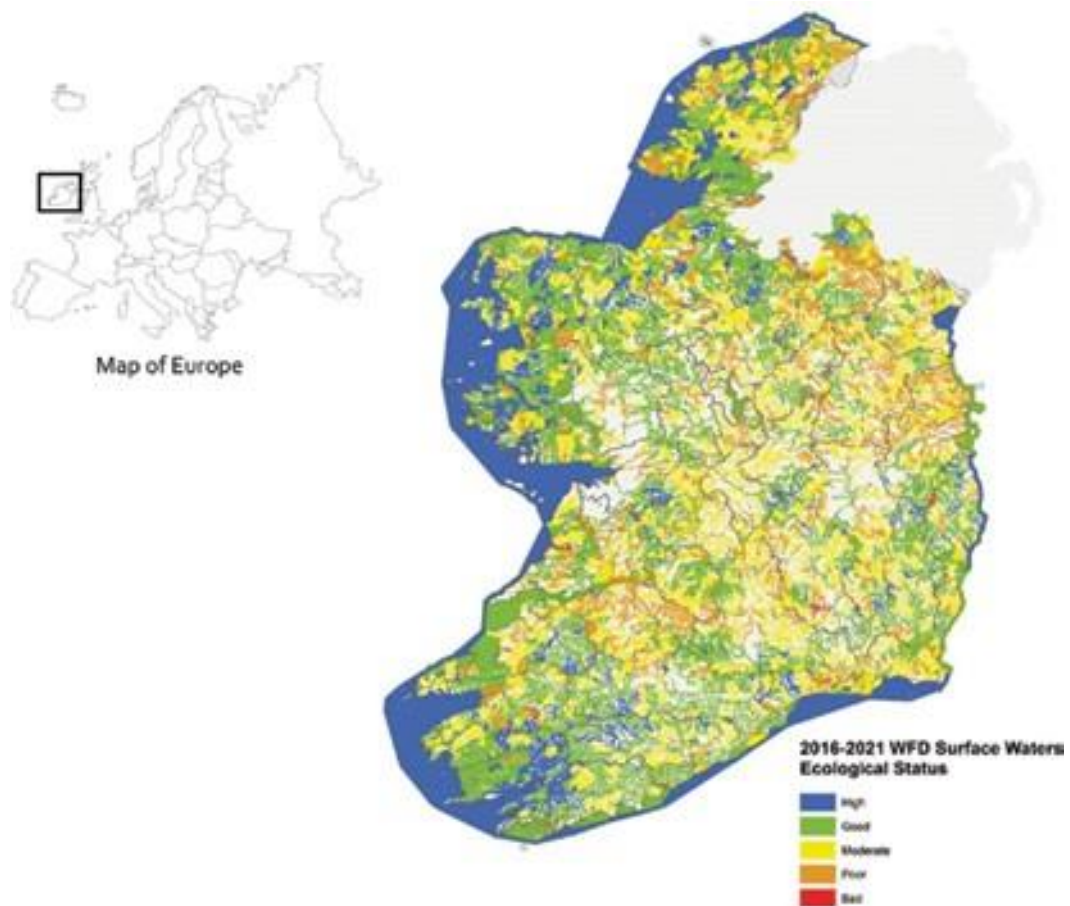 Map of Europe
2016-2021 WFD Surface Waters
Ecological Status
High
Good
Moderate
Poor
Bad